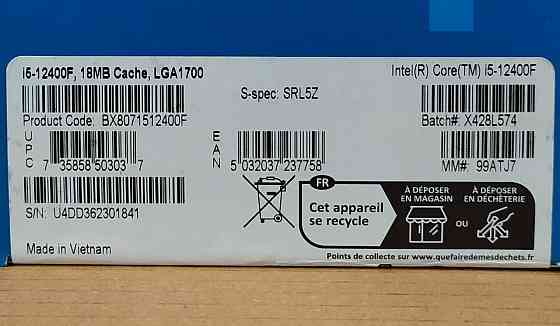 i5-12400F, 18MB Cache, LGA1700
Intel(R) Core(TM) i5-12400F
S-spec: SRL5Z
Product Code: BX8071512400F
Batch#: X428L574
UPC 7 35858 50303 7
EAN 5 032037 237758
MM#: 99ATJ7
S/N: U4DD362301841
FR
Cet appareil
se recycle
À DÉPOSER
EN MAGASIN
OU
À DÉPOSER
EN DÉCHÈTERIE
Points de collecte sur www.quefairedemesdechets.fr
Made in Vietnam